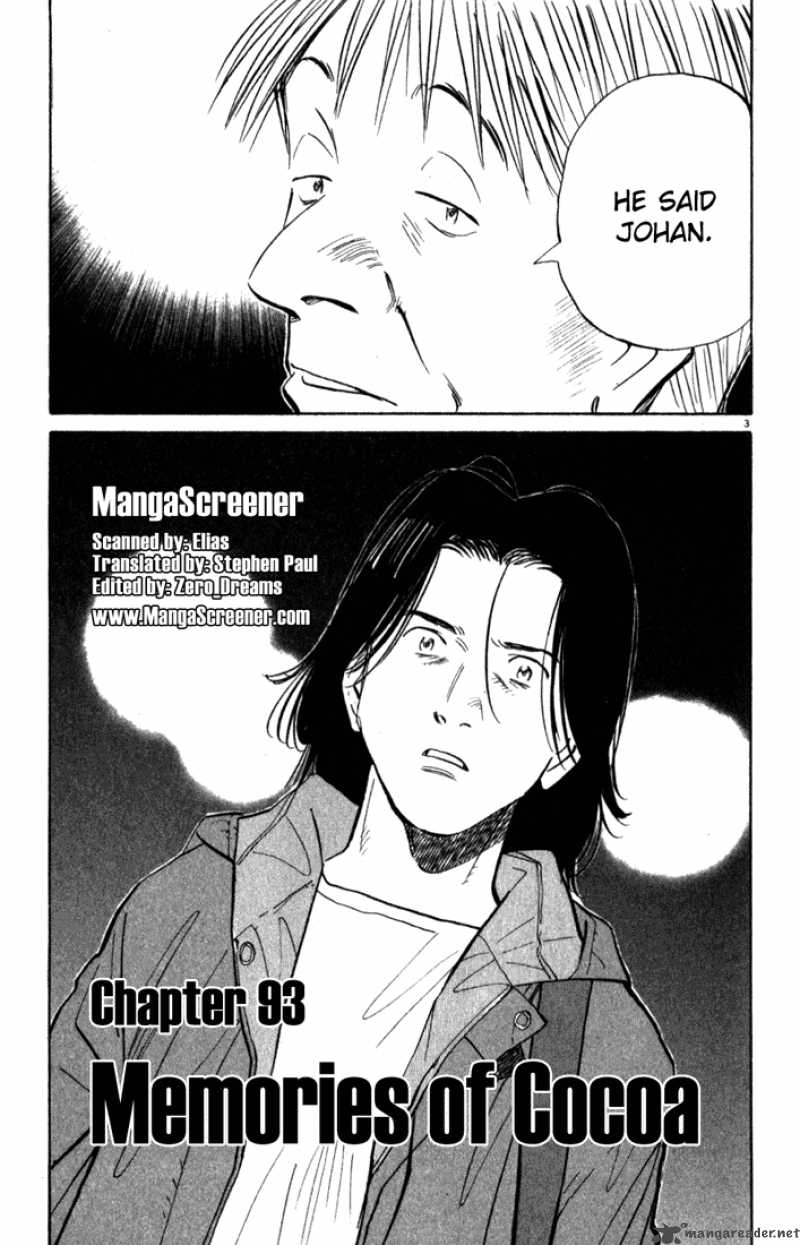 HE SAID
JOHAN.
3
MangaScreener
Scanned by: Elias
Translated by: Stephen Paul
Edited by: Zero_Dreams
www.MangaScreener.com
Chapter 93
Memories of Cocoa
mangareader.net